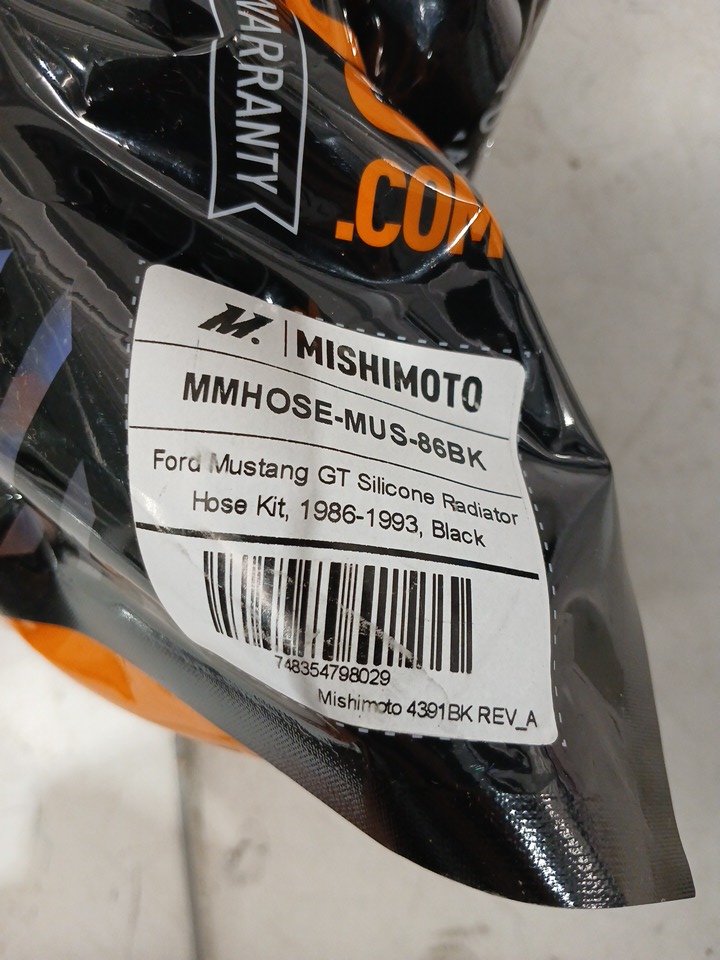 WARRANTY
.COM
M. | MISHIMOTO
MMHOSE-MUS-86BK
Ford Mustang GT Silicone Radiator
Hose Kit, 1986-1993, Black
748354798029
Mishimoto 4391BK REV_A